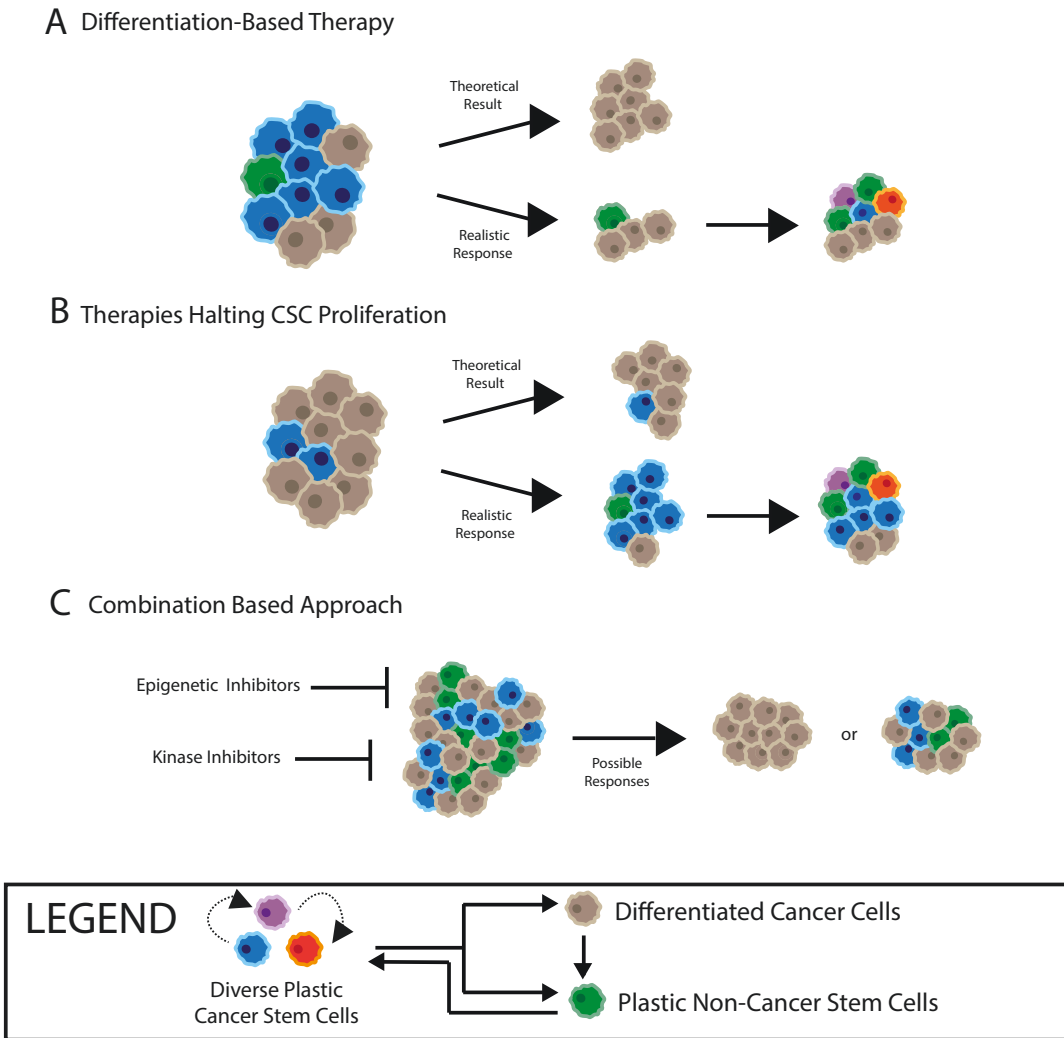 A Differentiation-Based Therapy
Theoretical
Result
Realistic
Response
B Therapies Halting CSC Proliferation
Theoretical
Result
Realistic
Response
C Combination Based Approach
Epigenetic Inhibitors
Kinase Inhibitors
Possible
Responses
or
LEGEND
Diverse Plastic
Cancer Stem Cells
Differentiated Cancer Cells
Plastic Non-Cancer Stem Cells